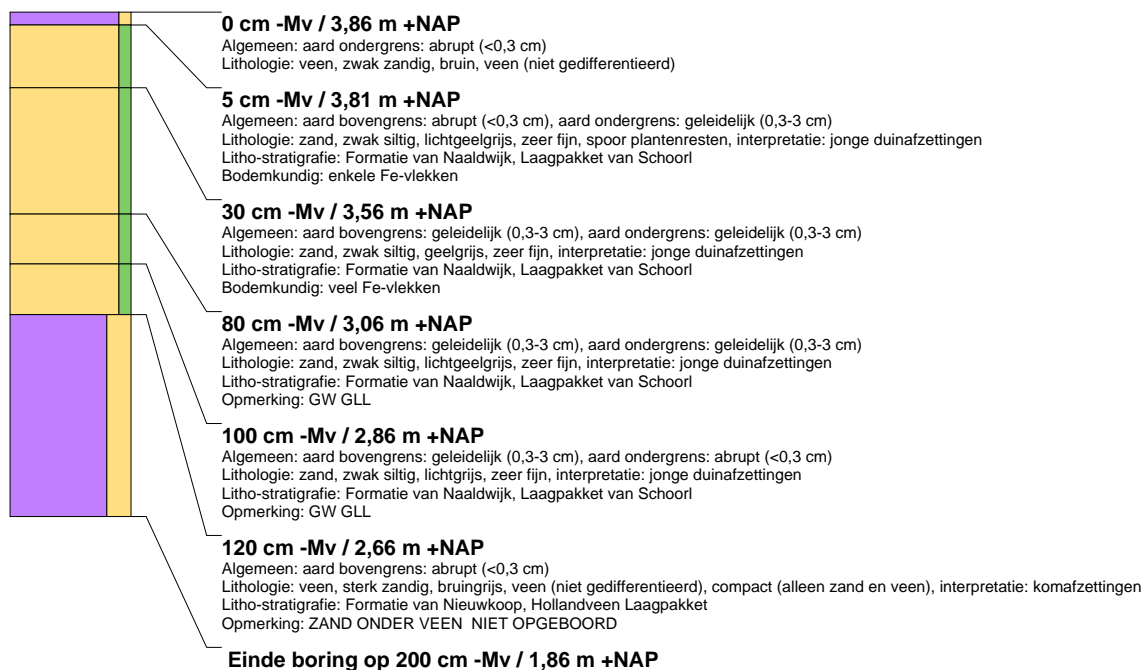 0 cm -Mv / 3,86 m +NAP
Algemeen: aard ondergrens: abrupt (<0,3 cm)
Lithologie: veen, zwak zandig, bruin, veen (niet gedifferentieerd)
5 cm -Mv / 3,81 m +NAP
Algemeen: aard bovengrens: abrupt (<0,3 cm), aard ondergrens: geleidelijk (0,3-3 cm)
Lithologie: zand, zwak siltig, lichtgeelgrijs, zeer fijn, spoor plantenresten, interpretatie: jonge duinafzettingen
Litho-stratigrafie: Formatie van Naaldwijk, Laagpakket van Schoorl
Bodemkundig: enkele Fe-vlekken
30 cm -Mv / 3,56 m +NAP
Algemeen: aard bovengrens: geleidelijk (0,3-3 cm), aard ondergrens: geleidelijk (0,3-3 cm)
Lithologie: zand, zwak siltig, geelgrijs, zeer fijn, interpretatie: jonge duinafzettingen
Litho-stratigrafie: Formatie van Naaldwijk, Laagpakket van Schoorl
Bodemkundig: veel Fe-vlekken
80 cm -Mv / 3,06 m +NAP
Algemeen: aard bovengrens: geleidelijk (0,3-3 cm), aard ondergrens: geleidelijk (0,3-3 cm)
Lithologie: zand, zwak siltig, lichtgeelgrijs, zeer fijn, interpretatie: jonge duinafzettingen
Litho-stratigrafie: Formatie van Naaldwijk, Laagpakket van Schoorl
Opmerking: GW GLL
100 cm -Mv / 2,86 m +NAP
Algemeen: aard bovengrens: geleidelijk (0,3-3 cm), aard ondergrens: abrupt (<0,3 cm)
Lithologie: zand, zwak siltig, lichtgrijs, zeer fijn, interpretatie: jonge duinafzettingen
Litho-stratigrafie: Formatie van Naaldwijk, Laagpakket van Schoorl
Opmerking: GW GLL
120 cm -Mv / 2,66 m +NAP
Algemeen: aard bovengrens: abrupt (<0,3 cm)
Lithologie: veen, sterk zandig, bruingrijs, veen (niet gedifferentieerd), compact (alleen zand en veen), interpretatie: komafzettingen
Litho-stratigrafie: Formatie van Nieuwkoop, Hollandveen Laagpakket
Opmerking: ZAND ONDER VEEN  NIET OPGEBOORD
Einde boring op 200 cm -Mv / 1,86 m +NAP